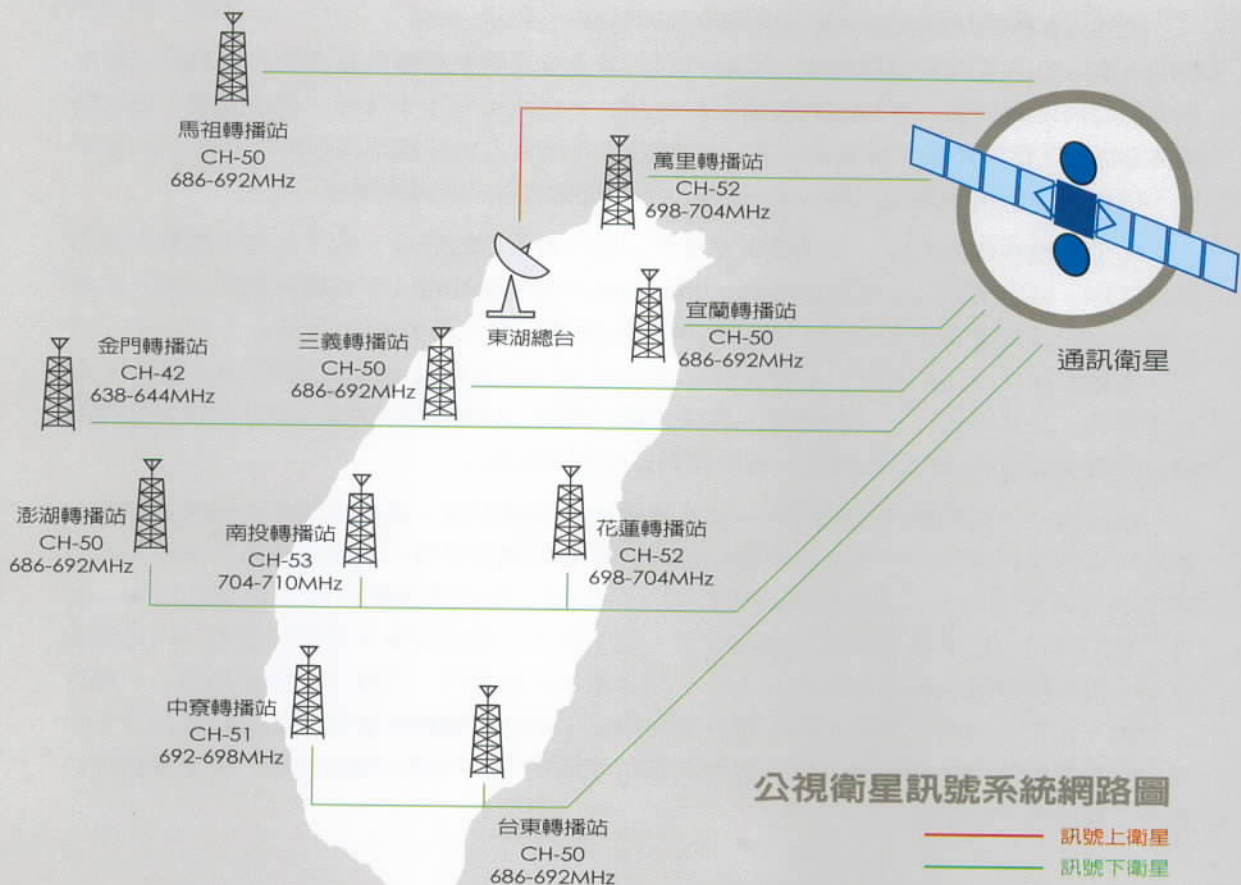 馬祖轉播站
CH-50
686-692MHz
萬里轉播站
CH-52
698-704MHz
東湖總台
宜蘭轉播站
CH-50
686-692MHz
通訊衛星
金門轉播站
CH-42
638-644MHz
三義轉播站
CH-50
686-692MHz
澎湖轉播站
CH-50
686-692MHz
南投轉播站
CH-53
704-710MHz
花蓮轉播站
CH-52
698-704MHz
中寮轉播站
CH-51
692-698MHz
台東轉播站
CH-50
686-692MHz
公視衛星訊號系統網路圖
訊號上衛星
訊號下衛星